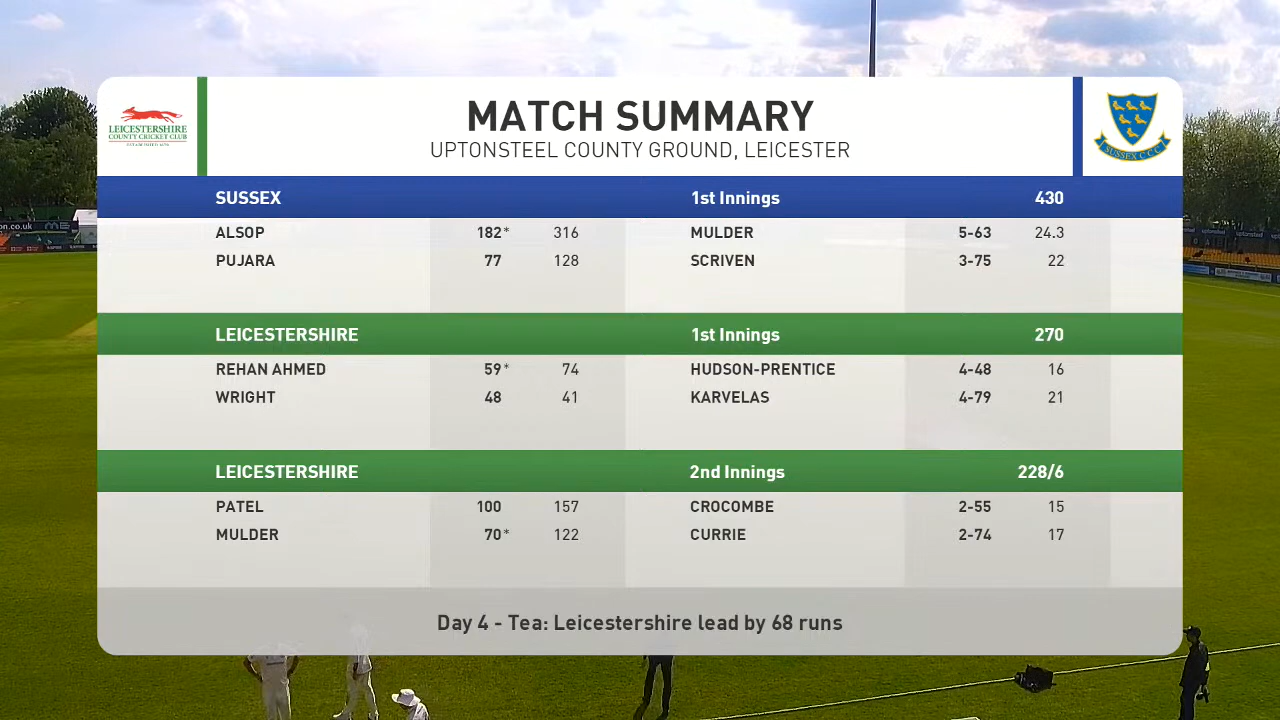 MATCH SUMMARY
UPTONSTEEL COUNTY GROUND, LEICESTER
LEICESTERSHIRE
COUNTY CRICKET CLUB
SUSSEX C C C
SUSSEX 1st Innings 430
ALSOP 182* 316 MULDER 5-63 24.3
PUJARA 77 128 SCRIVEN 3-75 22
LEICESTERSHIRE 1st Innings 270
REHAN AHMED 59* 74 HUDSON-PRENTICE 4-48 16
WRIGHT 48 41 KARVELAS 4-79 21
LEICESTERSHIRE 2nd Innings 228/6
PATEL 100 157 CROCOMBE 2-55 15
MULDER 70* 122 CURRIE 2-74 17
Day 4 - Tea: Leicestershire lead by 68 runs